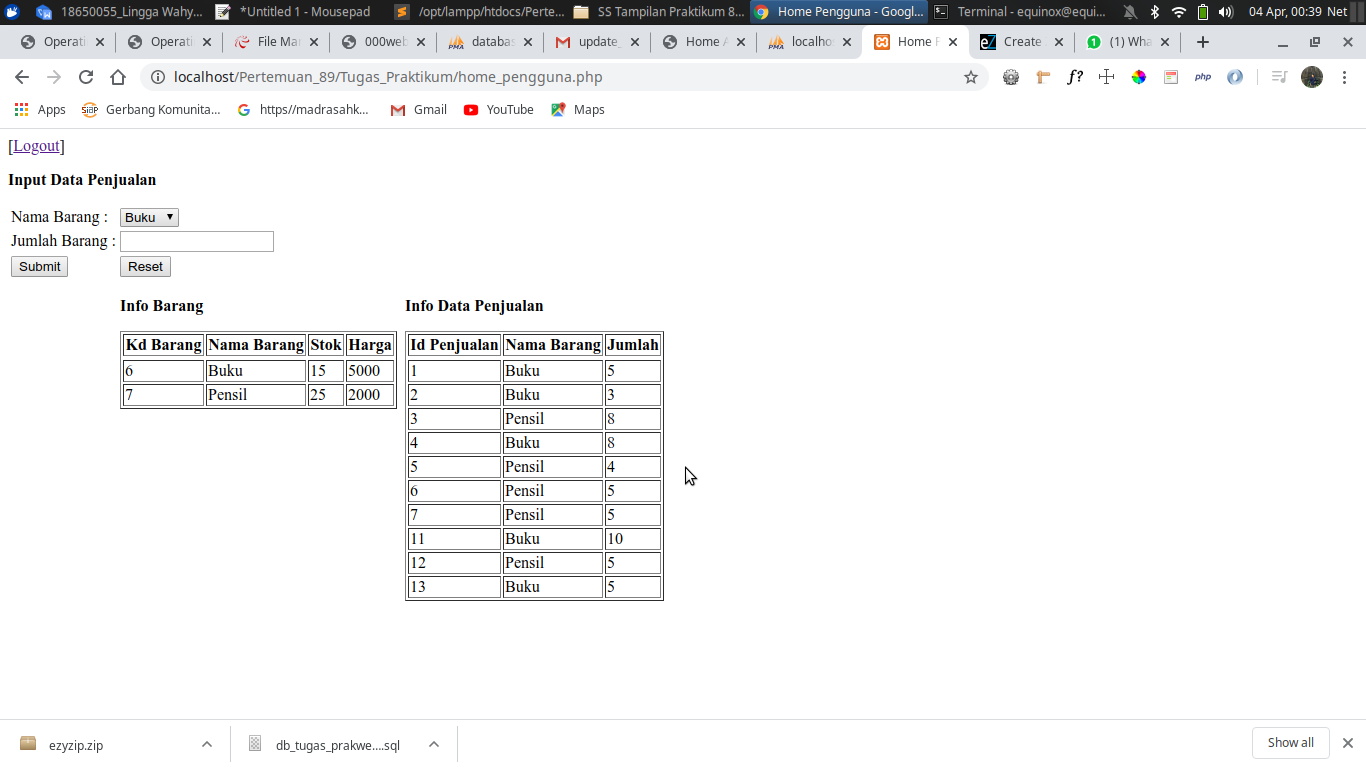 18650055_Lingga Wahy... *Untitled 1 - Mousepad /opt/lampp/htdocs/Perte... SS Tampilan Praktikum 8... Home Pengguna - Googl... Terminal - equinox@equi... 04 Apr, 00:39 Net
Operati File Mar 000web databas update_ Home A localhos Home P Create (1) Wha
localhost/Pertemuan_89/Tugas_Praktikum/home_pengguna.php f? php
Apps Gerbang Komunita... https//madrasahk... Gmail YouTube Maps
[Logout]
Input Data Penjualan
Nama Barang : Buku
Jumlah Barang :
Submit Reset
Info Barang
Kd Barang Nama Barang Stok Harga
6 Buku 15 5000
7 Pensil 25 2000
Info Data Penjualan
Id Penjualan Nama Barang Jumlah
1 Buku 5
2 Buku 3
3 Pensil 8
4 Buku 8
5 Pensil 4
6 Pensil 5
7 Pensil 5
11 Buku 10
12 Pensil 5
13 Buku 5
ezyzip.zip db_tugas_prakwe....sql Show all